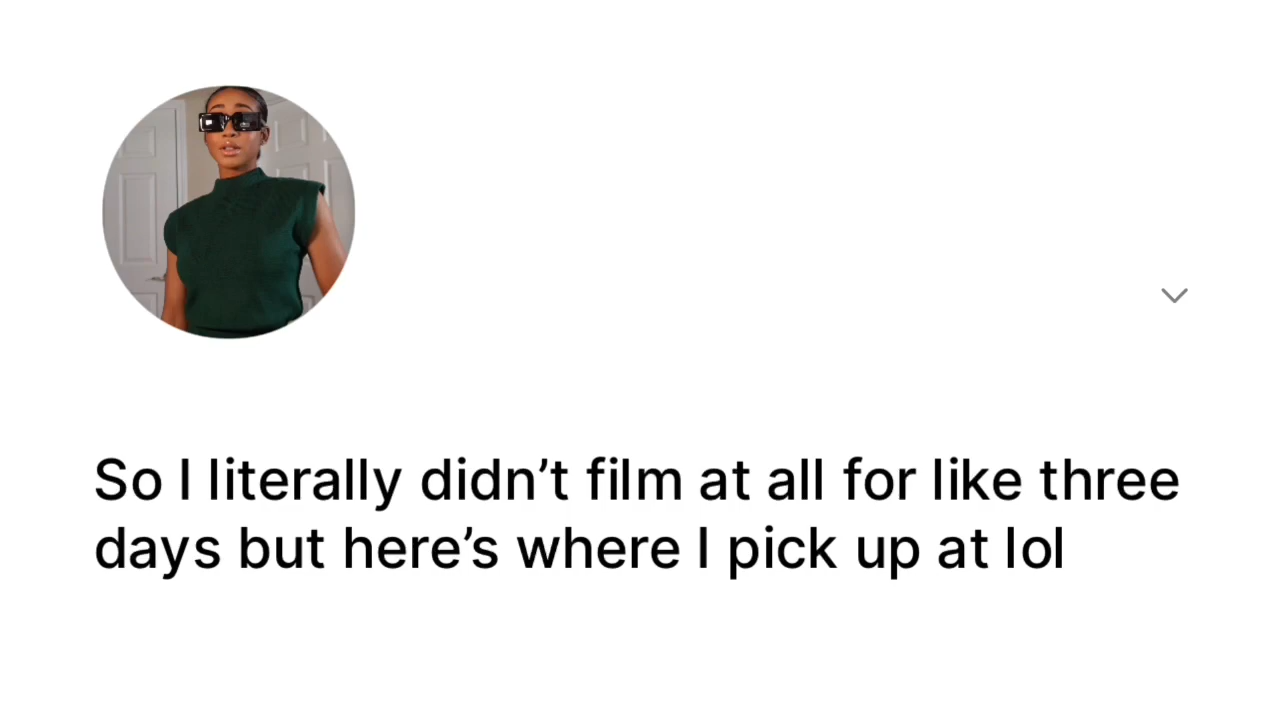 So I literally didn’t film at all for like three
days but here’s where I pick up at lol